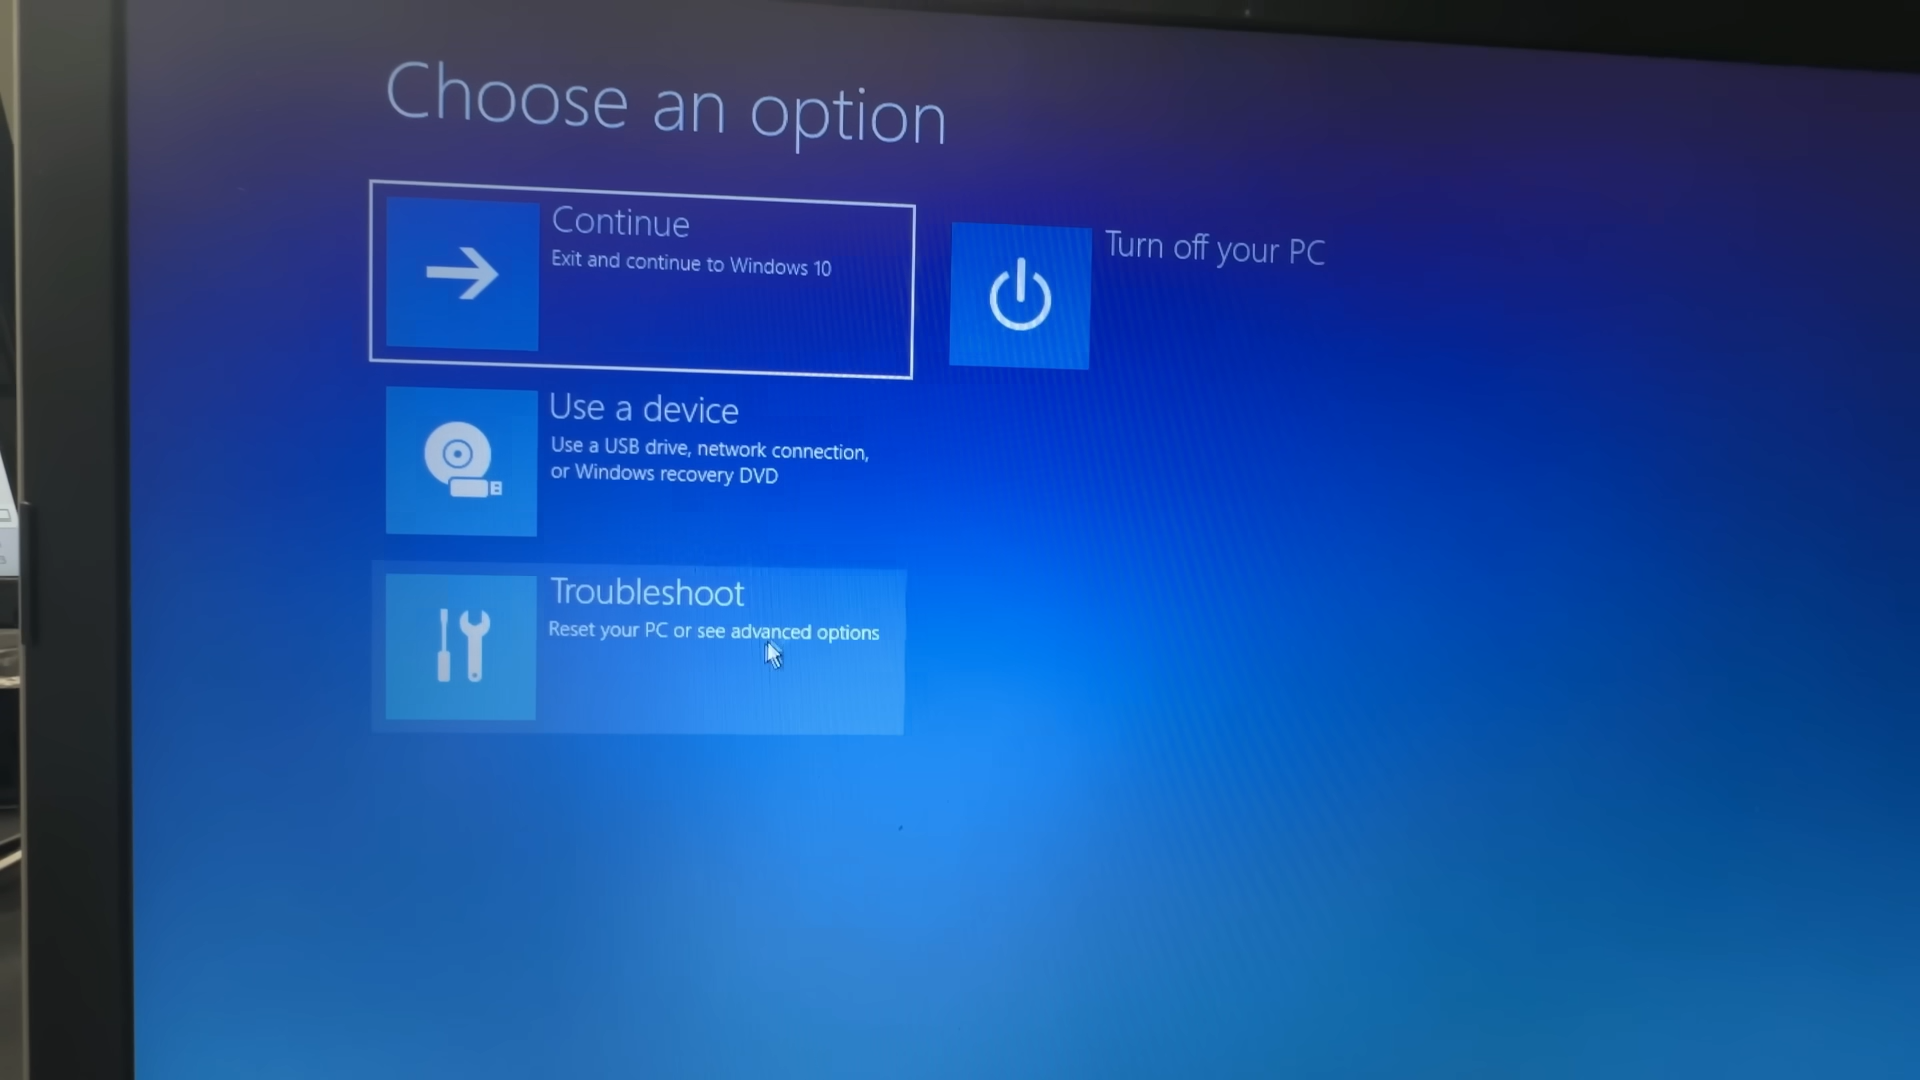 Choose an option
Continue
Exit and continue to Windows 10
Turn off your PC
Use a device
Use a USB drive, network connection,
or Windows recovery DVD
Troubleshoot
Reset your PC or see advanced options